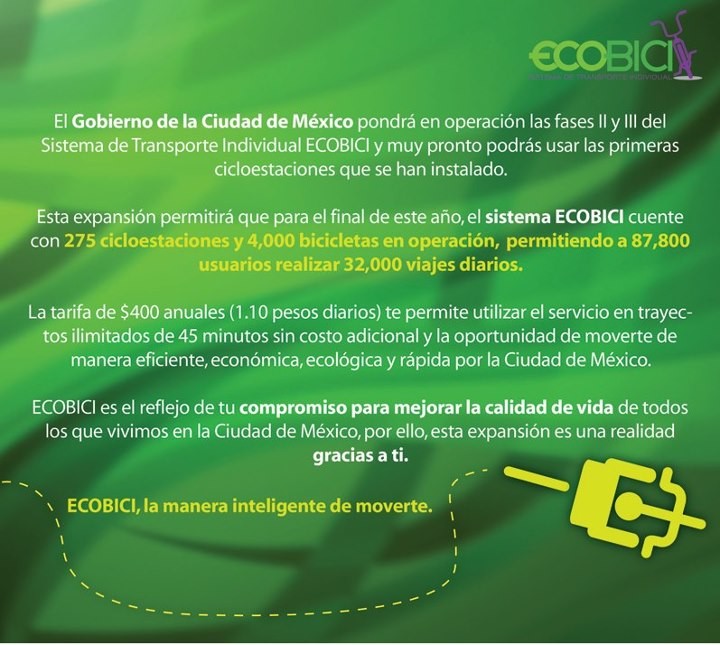 ECOBICI
SISTEMA DE TRANSPORTE INDIVIDUAL
El Gobierno de la Ciudad de México pondrá en operación las fases II y III del
Sistema de Transporte Individual ECOBICI y muy pronto podrás usar las primeras
cicloestaciones que se han instalado.
Esta expansión permitirá que para el final de este año, el sistema ECOBICI cuente
con 275 cicloestaciones y 4,000 bicicletas en operación, permitiendo a 87,800
usuarios realizar 32,000 viajes diarios.
La tarifa de $400 anuales (1.10 pesos diarios) te permite utilizar el servicio en trayec-
tos ilimitados de 45 minutos sin costo adicional y la oportunidad de moverte de
manera eficiente, económica, ecológica y rápida por la Ciudad de México.
ECOBICI es el reflejo de tu compromiso para mejorar la calidad de vida de todos
los que vivimos en la Ciudad de México, por ello, esta expansión es una realidad
gracias a ti.
ECOBICI, la manera inteligente de moverte.